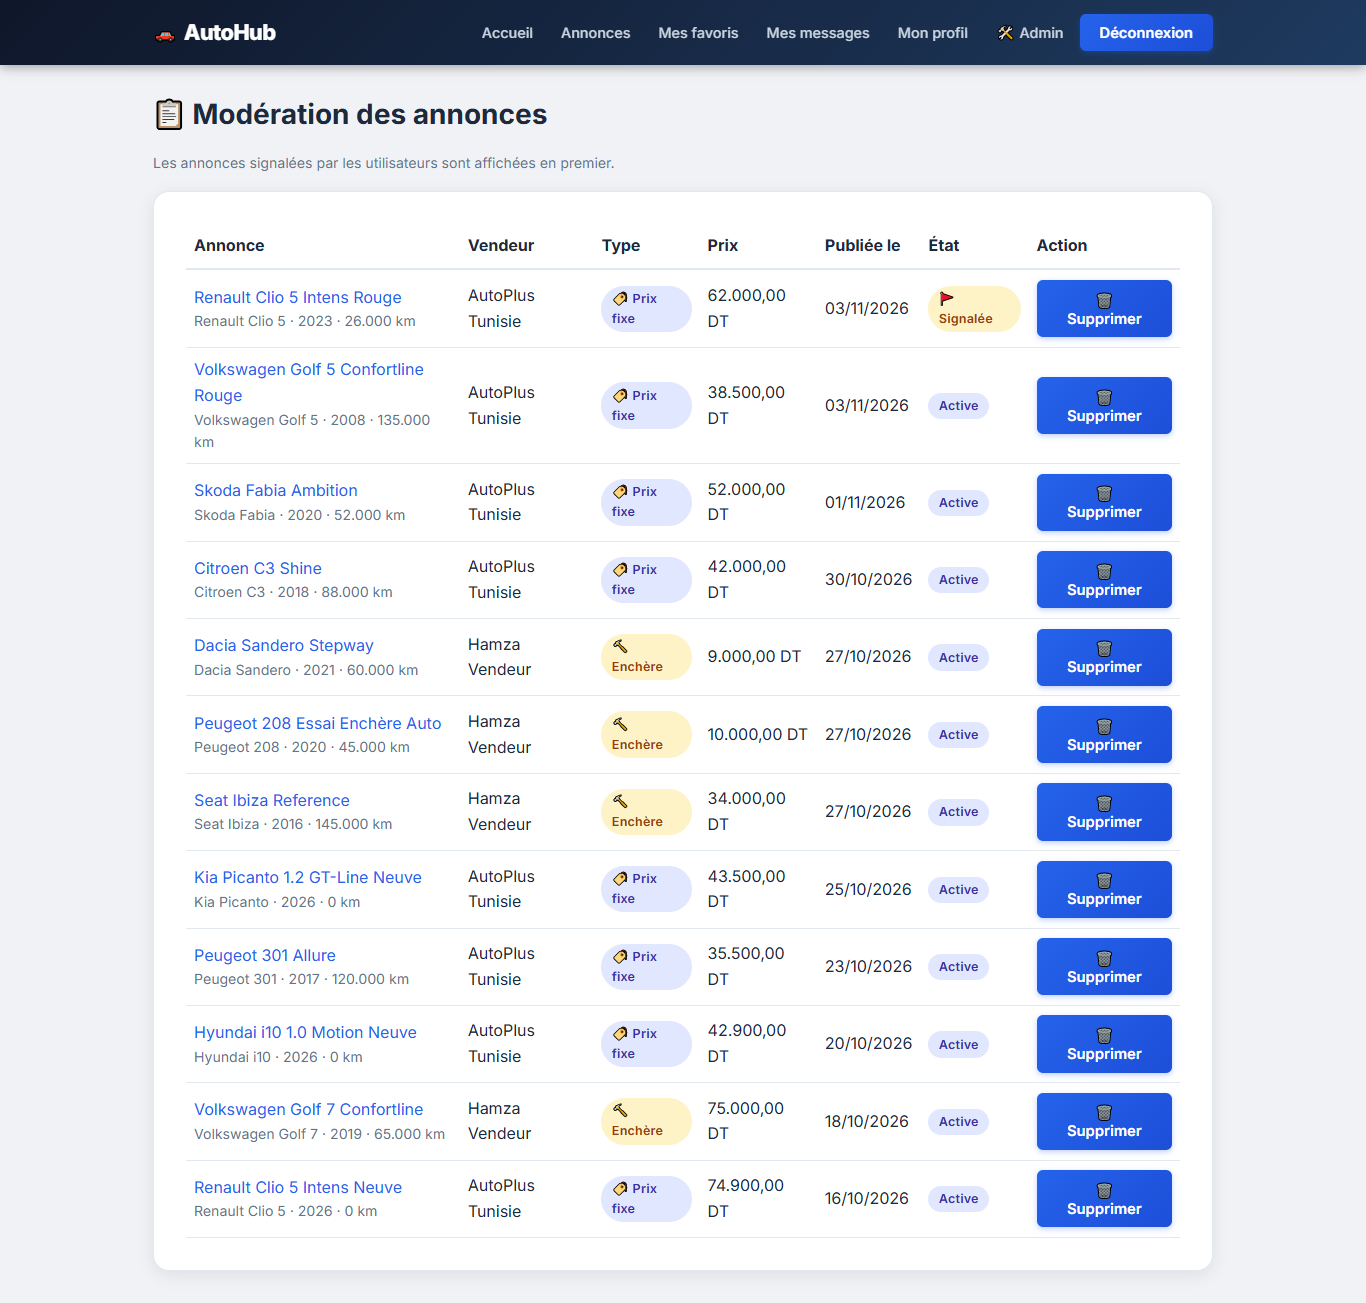 AutoHub
Accueil Annonces Mes favoris Mes messages Mon profil Admin Déconnexion
Modération des annonces
Les annonces signalées par les utilisateurs sont affichées en premier.
Annonce Vendeur Type Prix Publiée le État Action
Renault Clio 5 Intens Rouge
Renault Clio 5 · 2023 · 26.000 km
AutoPlus
Tunisie
Prix
fixe
62.000,00
DT
03/11/2026
Signalée
Supprimer
Volkswagen Golf 5 Confortline
Rouge
Volkswagen Golf 5 · 2008 · 135.000
km
AutoPlus
Tunisie
Prix
fixe
38.500,00
DT
03/11/2026
Active
Supprimer
Skoda Fabia Ambition
Skoda Fabia · 2020 · 52.000 km
AutoPlus
Tunisie
Prix
fixe
52.000,00
DT
01/11/2026
Active
Supprimer
Citroen C3 Shine
Citroen C3 · 2018 · 88.000 km
AutoPlus
Tunisie
Prix
fixe
42.000,00
DT
30/10/2026
Active
Supprimer
Dacia Sandero Stepway
Dacia Sandero · 2021 · 60.000 km
Hamza
Vendeur
Enchère
9.000,00 DT
27/10/2026
Active
Supprimer
Peugeot 208 Essai Enchère Auto
Peugeot 208 · 2020 · 45.000 km
Hamza
Vendeur
Enchère
10.000,00 DT
27/10/2026
Active
Supprimer
Seat Ibiza Reference
Seat Ibiza · 2016 · 145.000 km
Hamza
Vendeur
Enchère
34.000,00
DT
27/10/2026
Active
Supprimer
Kia Picanto 1.2 GT-Line Neuve
Kia Picanto · 2026 · 0 km
AutoPlus
Tunisie
Prix
fixe
43.500,00
DT
25/10/2026
Active
Supprimer
Peugeot 301 Allure
Peugeot 301 · 2017 · 120.000 km
AutoPlus
Tunisie
Prix
fixe
35.500,00
DT
23/10/2026
Active
Supprimer
Hyundai i10 1.0 Motion Neuve
Hyundai i10 · 2026 · 0 km
AutoPlus
Tunisie
Prix
fixe
42.900,00
DT
20/10/2026
Active
Supprimer
Volkswagen Golf 7 Confortline
Volkswagen Golf 7 · 2019 · 65.000 km
Hamza
Vendeur
Enchère
75.000,00
DT
18/10/2026
Active
Supprimer
Renault Clio 5 Intens Neuve
Renault Clio 5 · 2026 · 0 km
AutoPlus
Tunisie
Prix
fixe
74.900,00
DT
16/10/2026
Active
Supprimer